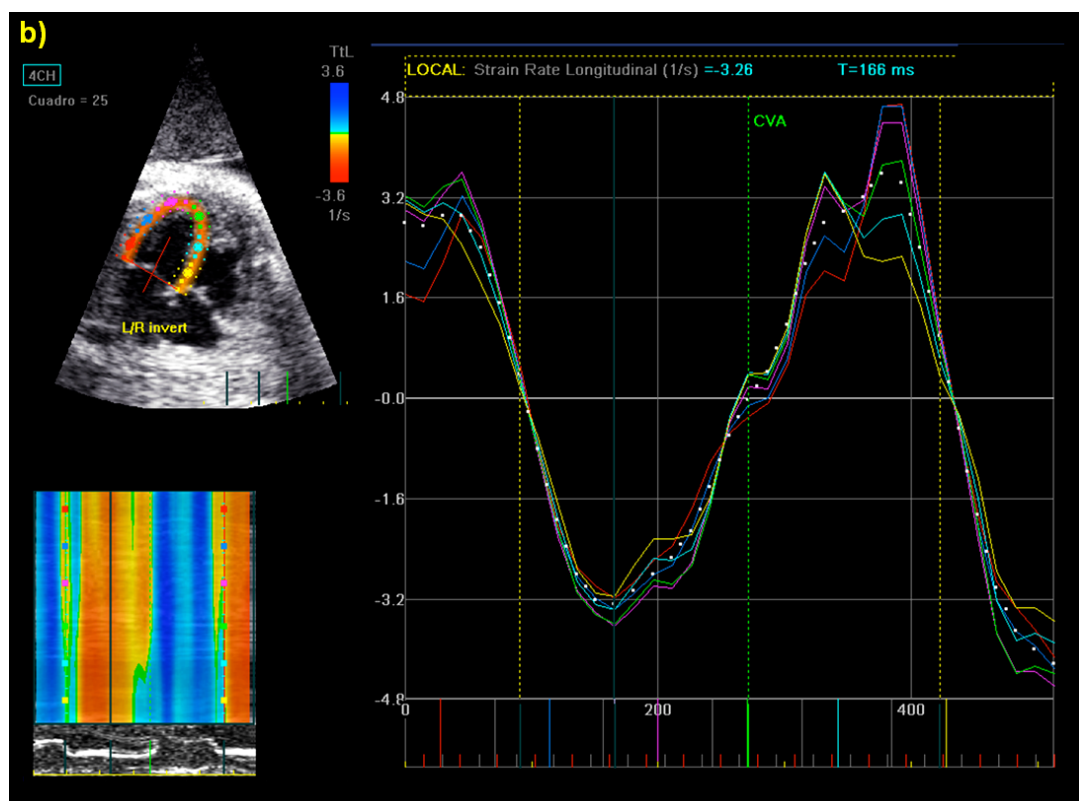 b)
4CH
Cuadro = 25
TtL
3.6
-3.6
1/s
L/R invert
LOCAL: Strain Rate Longitudinal (1/s) =-3.26 T=166 ms
CVA
4.8
3.2
1.6
-0.0
-1.6
-3.2
-4.8
0 200 400